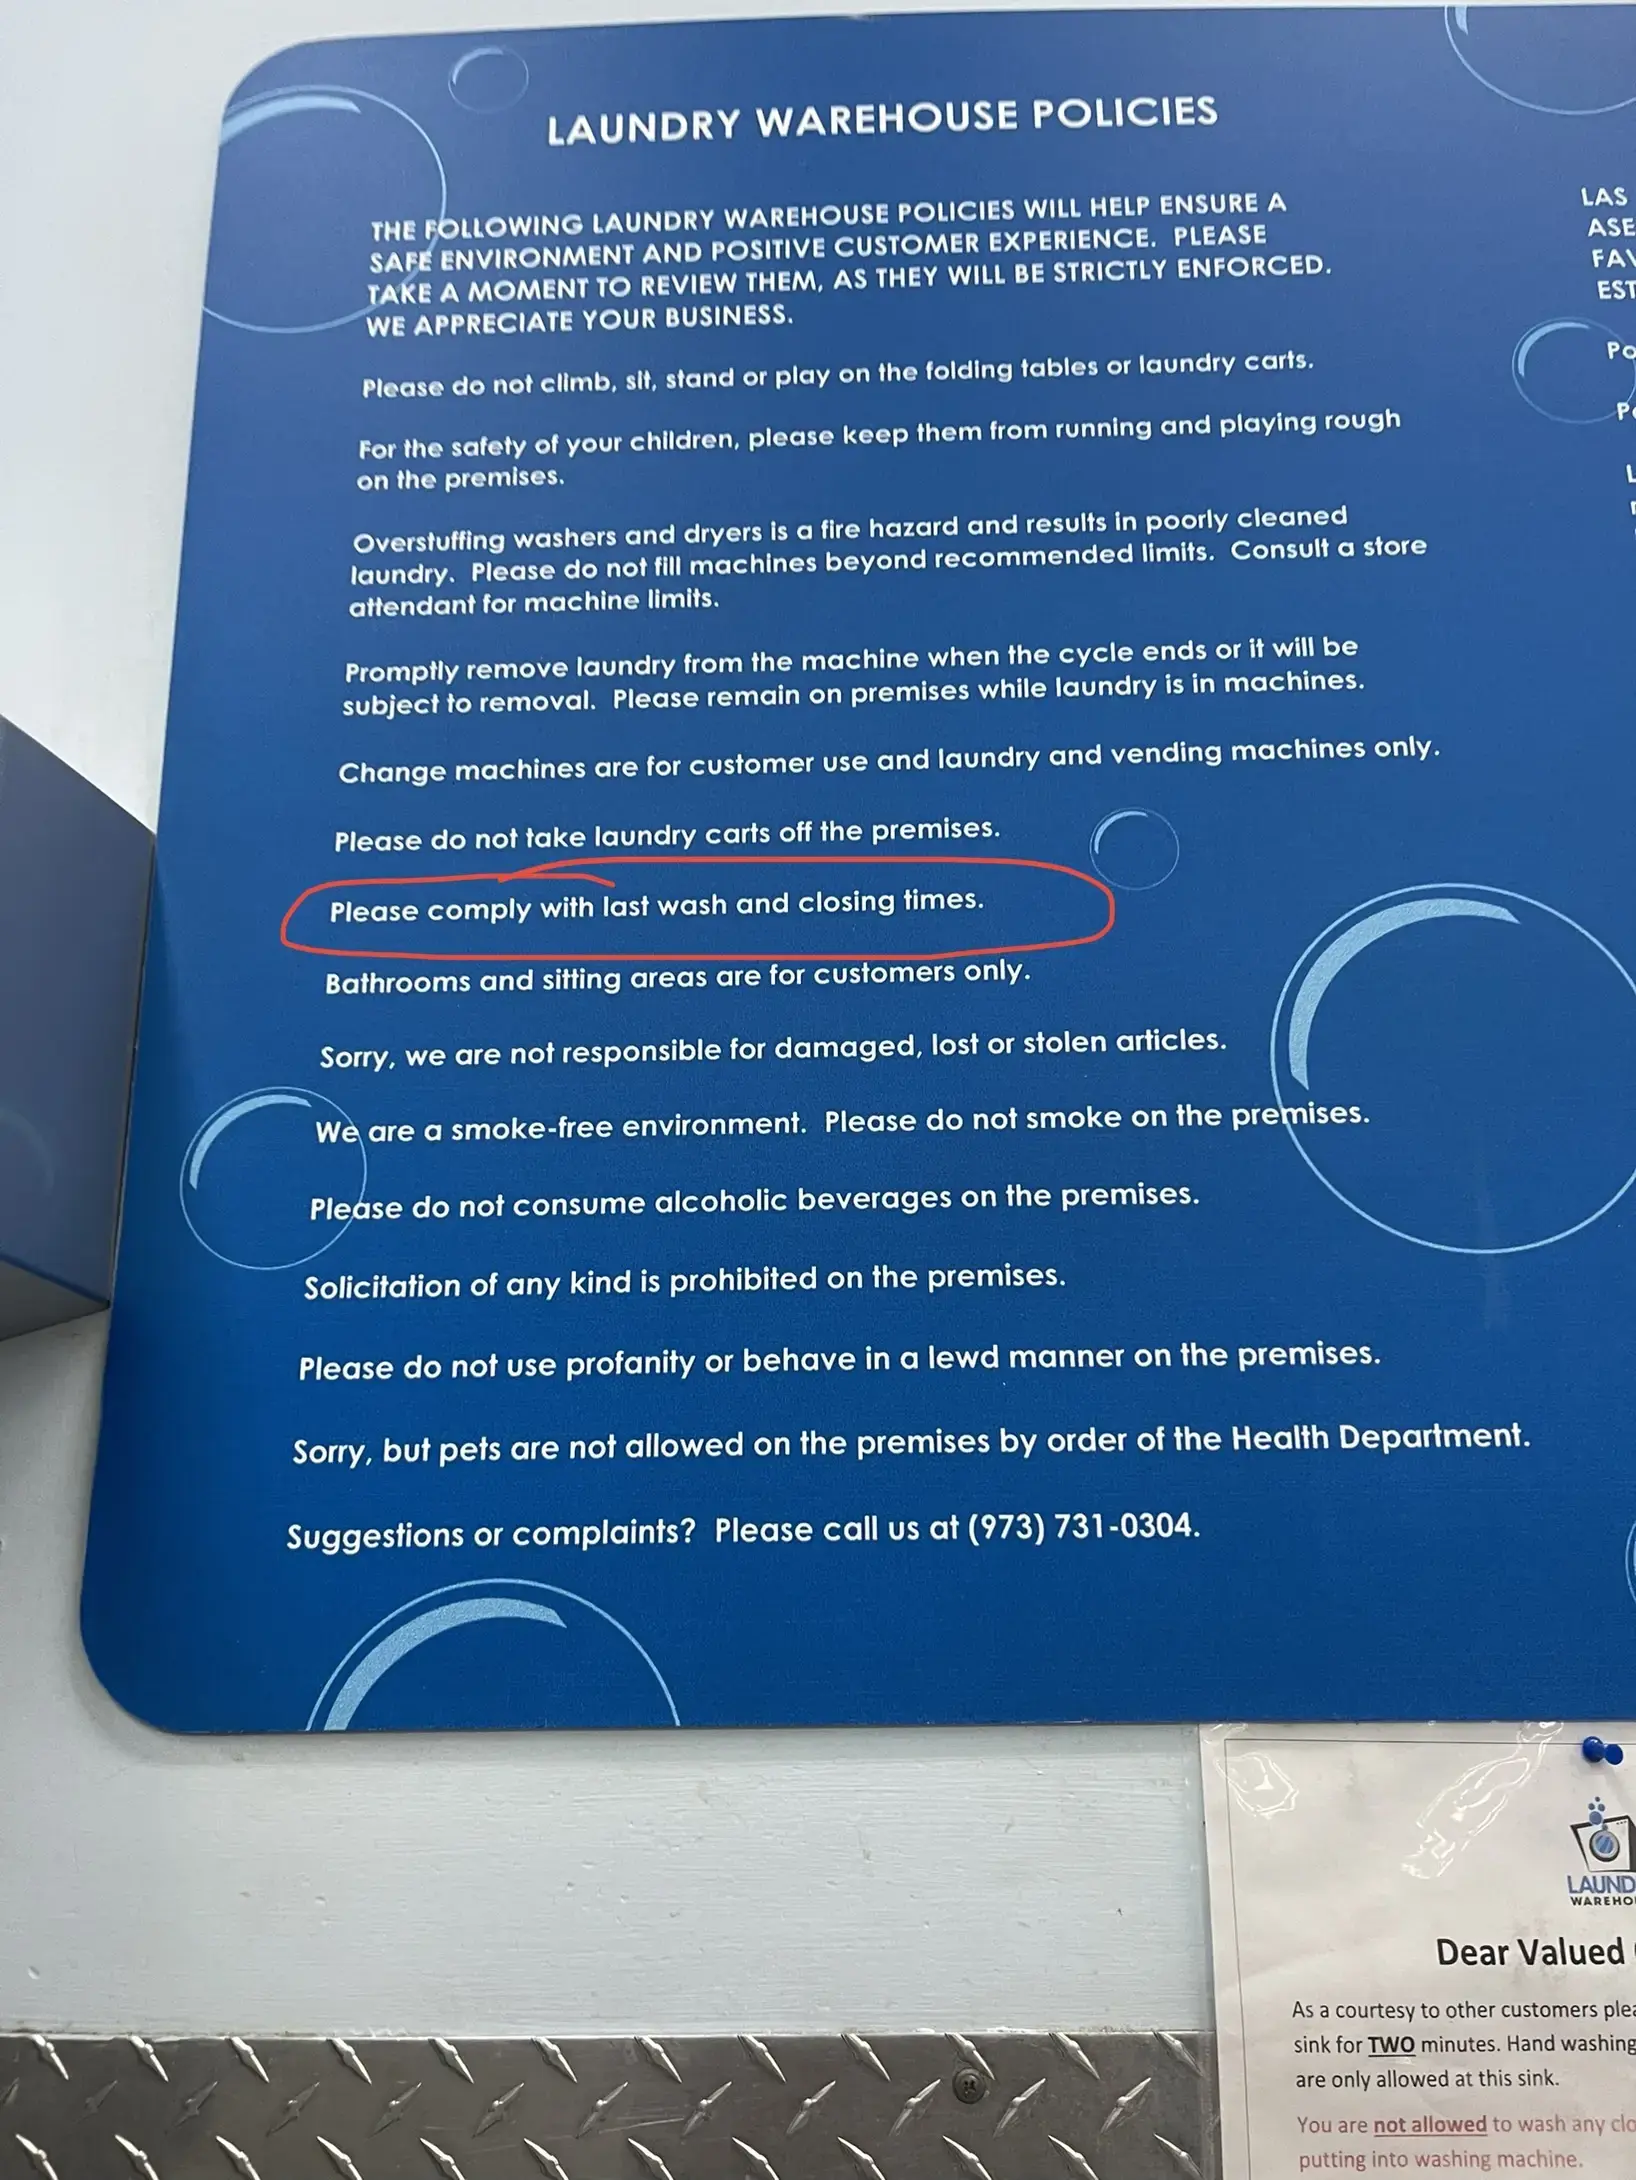 LAUNDRY WAREHOUSE POLICIES
THE FOLLOWING LAUNDRY WAREHOUSE POLICIES WILL HELP ENSURE A
SAFE ENVIRONMENT AND POSITIVE CUSTOMER EXPERIENCE. PLEASE
TAKE A MOMENT TO REVIEW THEM, AS THEY WILL BE STRICTLY ENFORCED.
WE APPRECIATE YOUR BUSINESS.
Please do not climb, sit, stand or play on the folding tables or laundry carts.
For the safety of your children, please keep them from running and playing rough
on the premises.
Overstuffing washers and dryers is a fire hazard and results in poorly cleaned
laundry. Please do not fill machines beyond recommended limits. Consult a store
attendant for machine limits.
Promptly remove laundry from the machine when the cycle ends or it will be
subject to removal. Please remain on premises while laundry is in machines.
Change machines are for customer use and laundry and vending machines only.
Please do not take laundry carts off the premises.
Please comply with last wash and closing times.
Bathrooms and sitting areas are for customers only.
Sorry, we are not responsible for damaged, lost or stolen articles.
We are a smoke-free environment. Please do not smoke on the premises.
Please do not consume alcoholic beverages on the premises.
Solicitation of any kind is prohibited on the premises.
Please do not use profanity or behave in a lewd manner on the premises.
Sorry, but pets are not allowed on the premises by order of the Health Department.
Suggestions or complaints? Please call us at (973) 731-0304.
LAS
Dear Valued
As a courtesy to other customers
sink for TWO minutes. Hand washing
are only allowed at this sink.
You are not allowed to wash any
putting into washing machine.